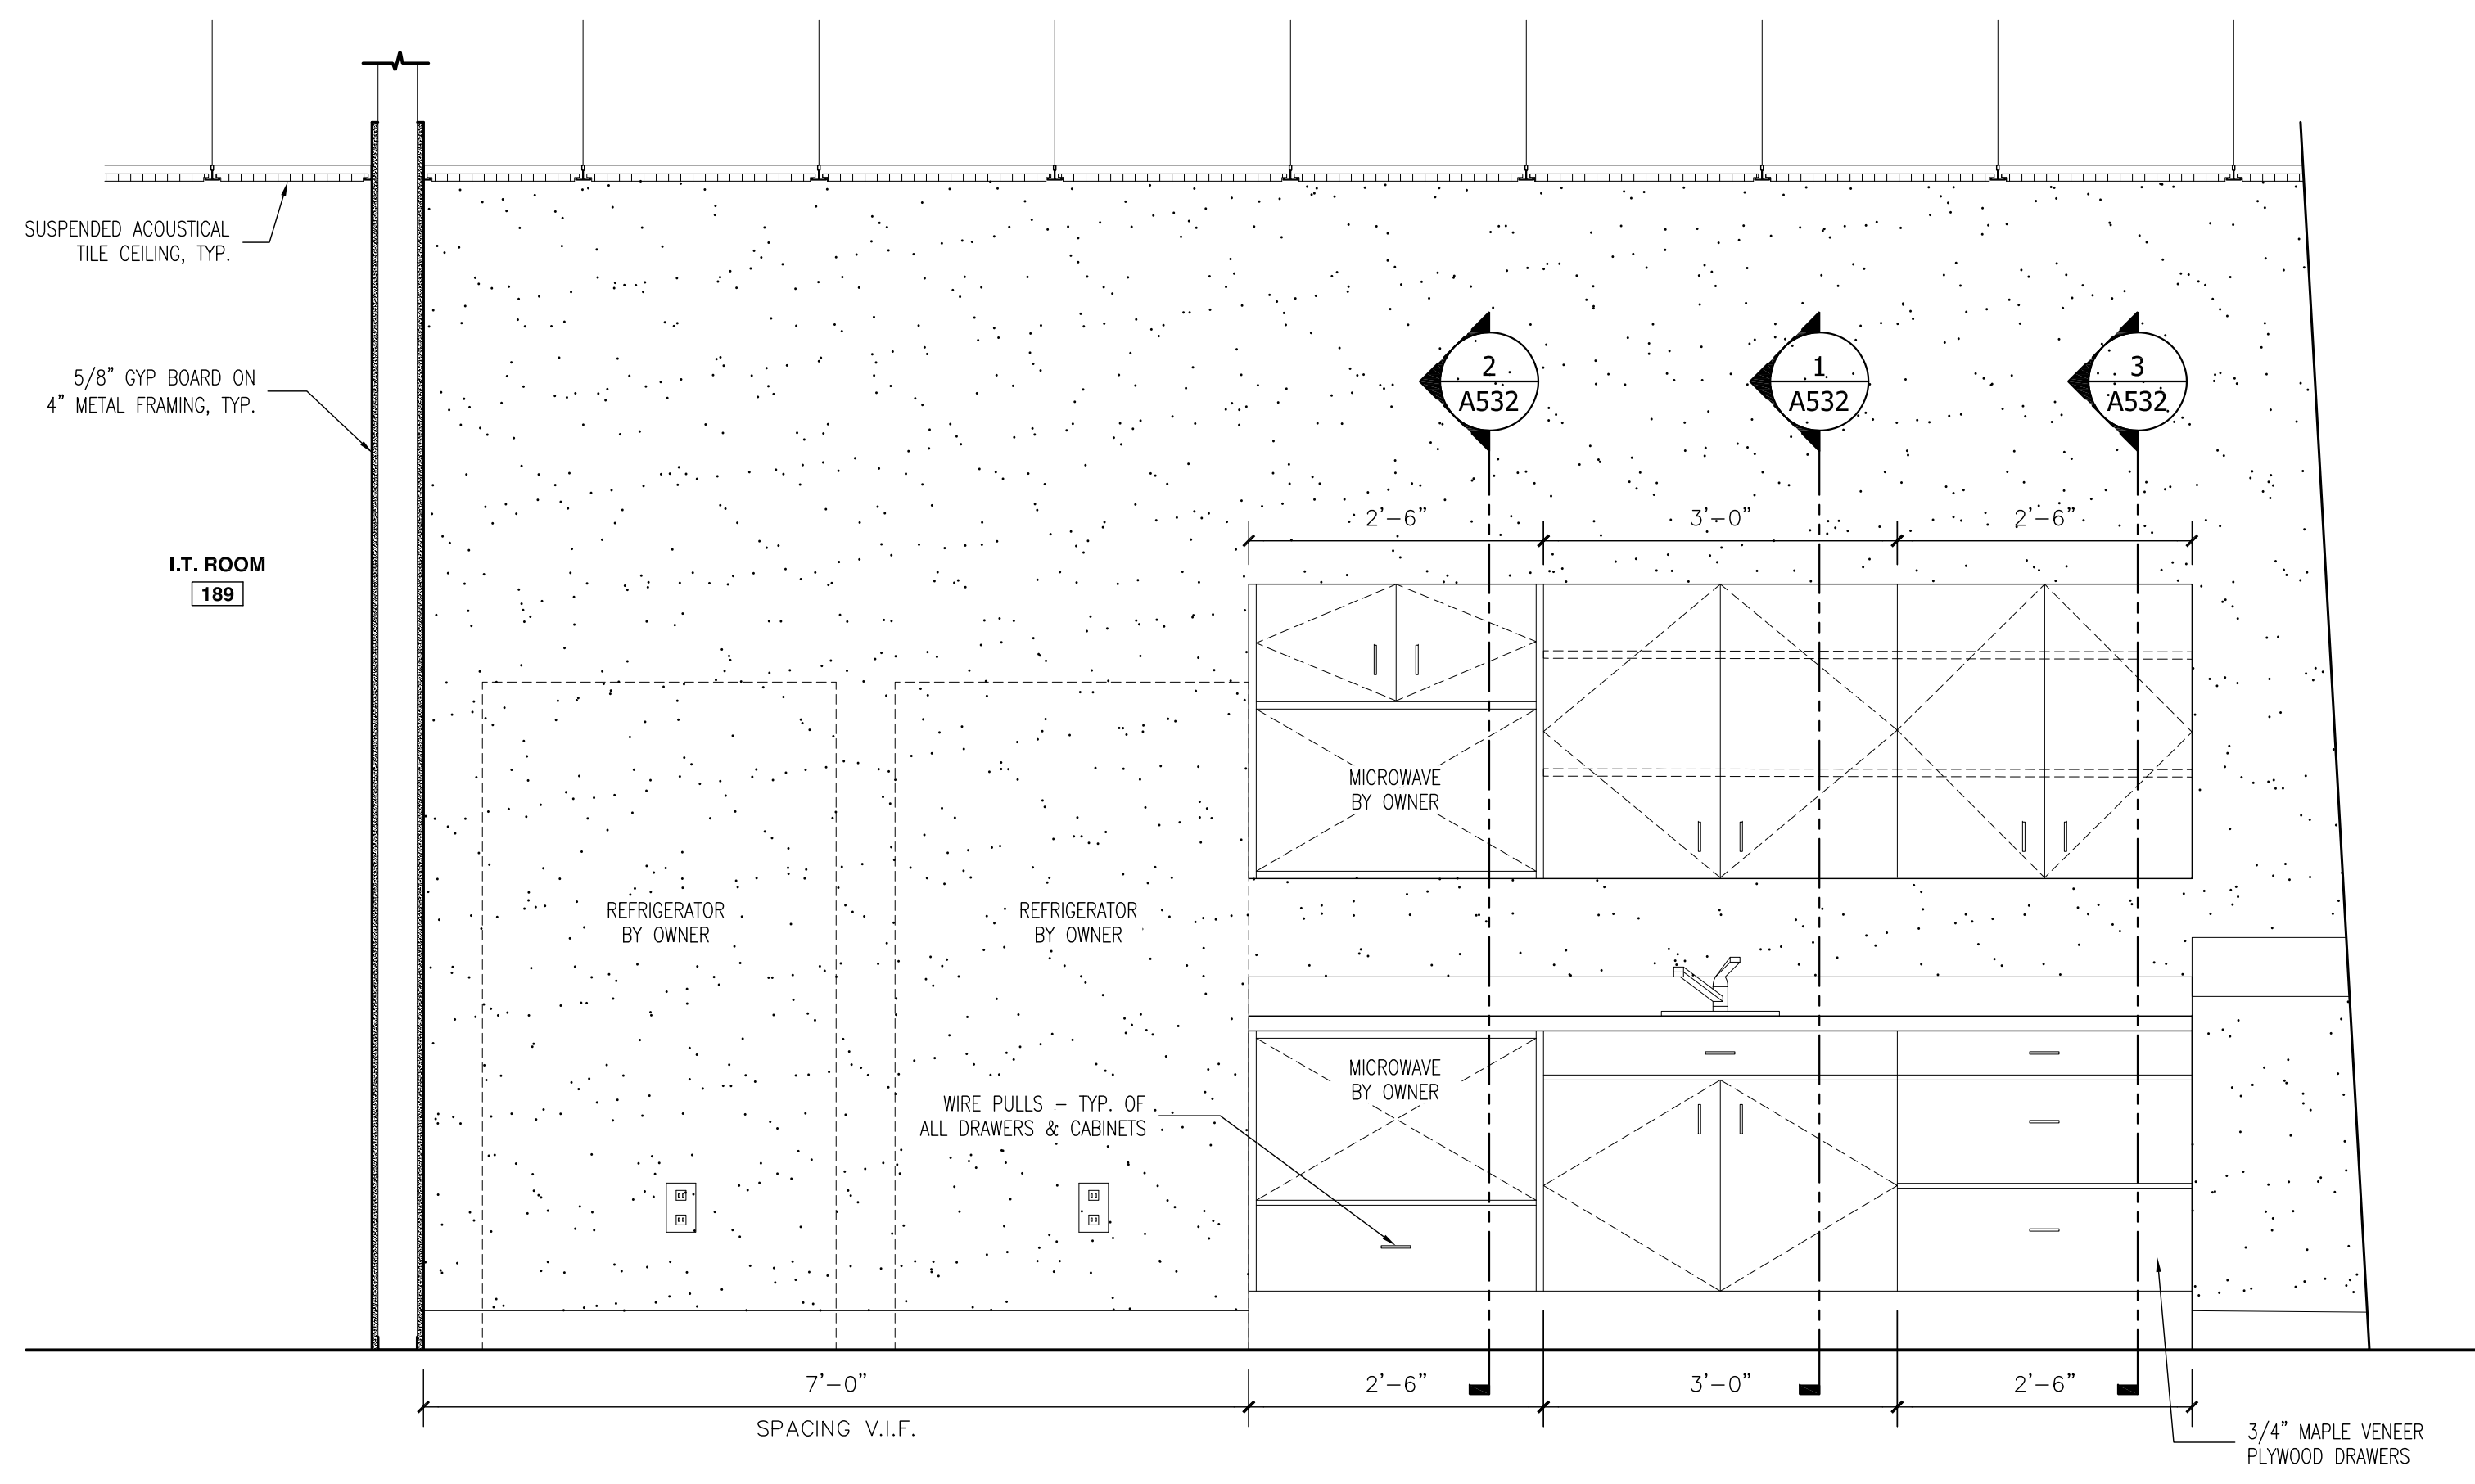 SUSPENDED ACOUSTICAL
TILE CEILING, TYP.
5/8” GYP BOARD ON
4” METAL FRAMING, TYP.
I.T. ROOM
189
2
A532
1
A532
3
A532
2’–6”
3’–0”
2’–6”
MICROWAVE
BY OWNER
REFRIGERATOR
BY OWNER
REFRIGERATOR
BY OWNER
MICROWAVE
BY OWNER
WIRE PULLS – TYP. OF
ALL DRAWERS & CABINETS
7’–0”
SPACING V.I.F.
2’–6”
3’–0”
2’–6”
3/4” MAPLE VENEER
PLYWOOD DRAWERS